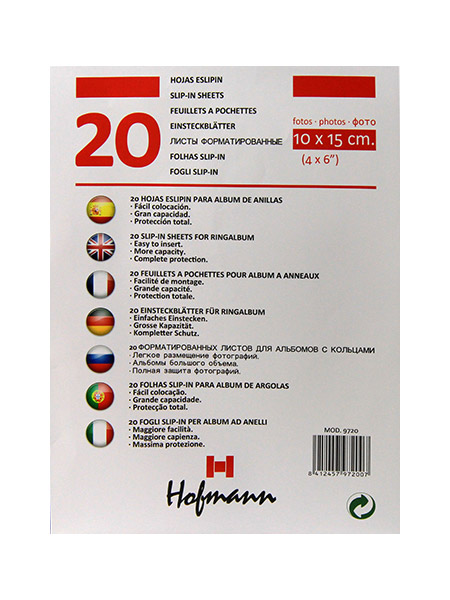 20
HOJAS ESLIPIN
SLIP-IN SHEETS
FEUILLETS A POCHETTES
EINSTECKBLÄTTER
ЛИСТЫ ФОРМАТИРОВАННЫЕ
FOLHAS SLIP-IN
FOGLI SLIP-IN
fotos · photos · фото
10 x 15 cm.
(4 x 6")
20 HOJAS ESLIPIN PARA ALBUM DE ANILLAS
· Fácil colocación.
· Gran capacidad.
· Protección total.
20 SLIP-IN SHEETS FOR RINGALBUM
· Easy to insert.
· More capacity.
· Complete protection.
20 FEUILLETS A POCHETTES POUR ALBUM A ANNEAUX
· Facilité de montage.
· Grande capacité.
· Protection totale.
20 EINSTECKBLÄTTER FÜR RINGALBUM
· Einfaches Einstecken.
· Grosse Kapazität.
· Kompletter Schutz.
20 ФОРМАТИРОВАННЫХ ЛИСТОВ ДЛЯ АЛЬБОМОВ С КОЛЬЦАМИ
· Легкое размещение фотографий.
· Альбомы большого объема.
· Полная защита фотографий.
20 FOLHAS SLIP-IN PARA ALBUM DE ARGOLAS
· Fácil colocação.
· Grande capacidade.
· Protecção total.
20 FOGLI SLIP-IN PER ALBUM AD ANELLI
· Maggiore facilità.
· Maggiore capienza.
· Massima protezione.
MOD. 9720
8 412457 972007
Hofmann